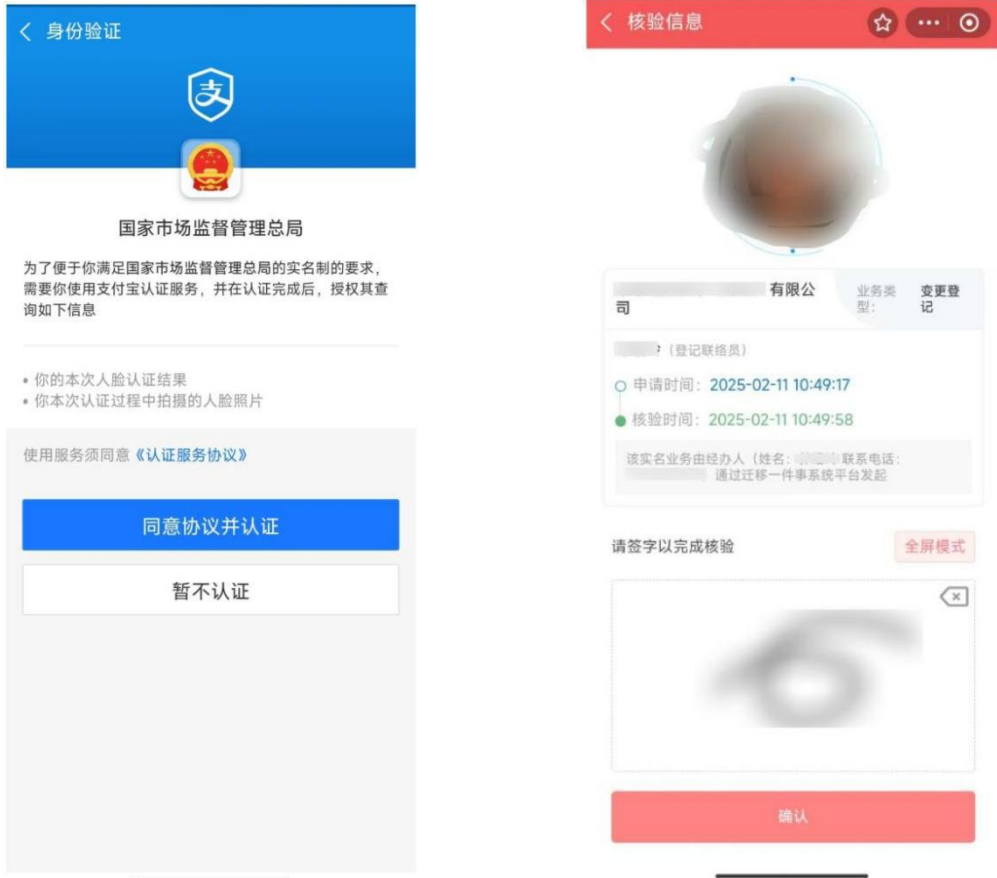 身份验证
国家市场监督管理总局
为了便于你满足国家市场监督管理总局的实名制的要求，
需要你使用支付宝认证服务，并在认证完成后，授权其查
询如下信息
• 你的本次人脸认证结果
• 你本次认证过程中拍摄的人脸照片
使用服务须同意《认证服务协议》
同意协议并认证
暂不认证
核验信息
有限公
司
业务类
型：
变更登
记
（登记联络员）
申请时间：2025-02-11 10:49:17
核验时间：2025-02-11 10:49:58
该实名业务由经办人（姓名： 联系电话：
通过迁移一件事系统平台发起
请签字以完成核验
全屏模式
确认